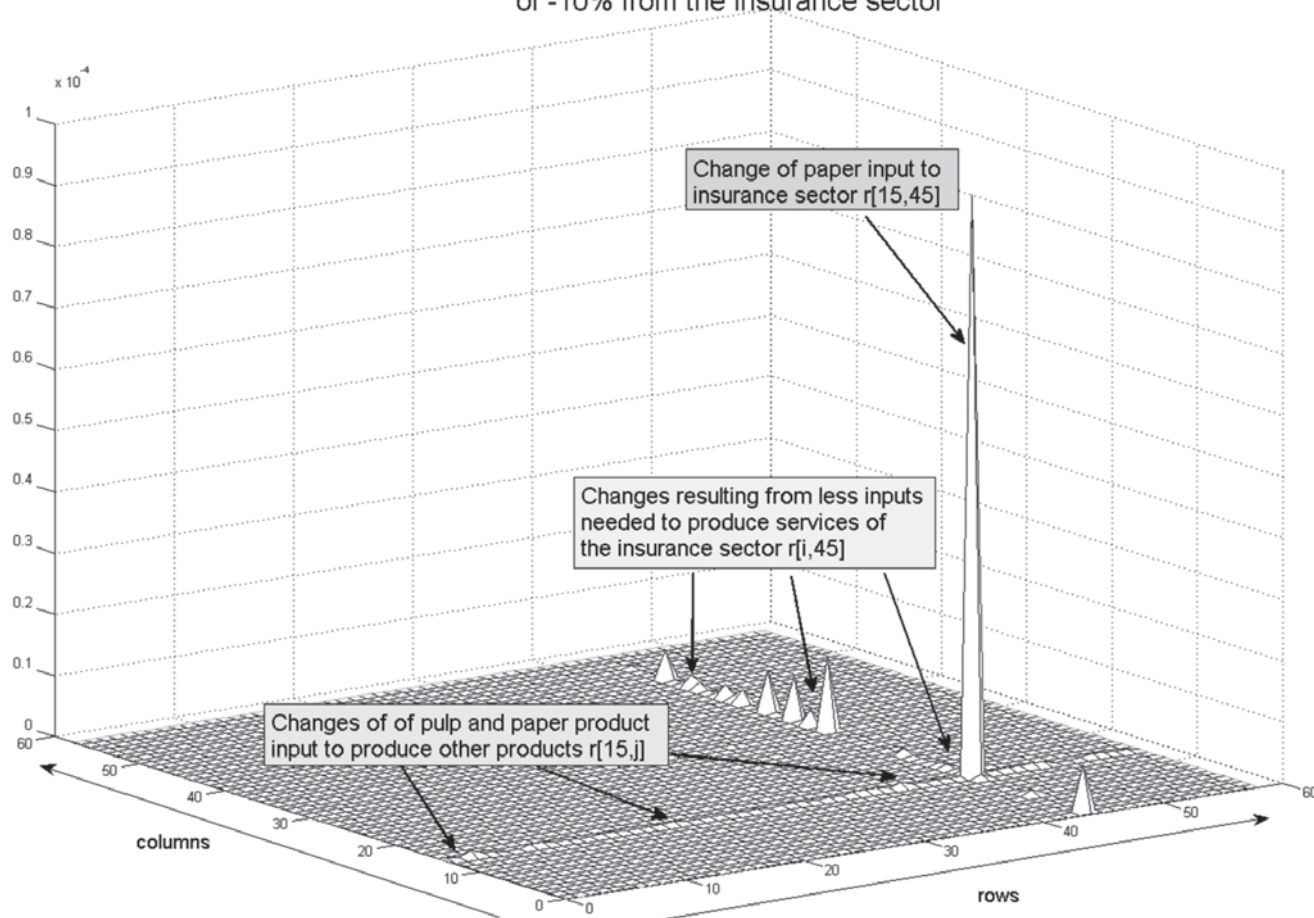 of -10% from the insurance sector
x 10-4
1
0.9
0.8
0.7
0.6
0.5
0.4
0.3
0.2
0.1
0
Change of paper input to
insurance sector r[15,45]
Changes resulting from less inputs
needed to produce services of
the insurance sector r[i,45]
Changes of of pulp and paper product
input to produce other products r[15,j]
60
50
40
30
20
10
0
columns
0
10
20
30
40
50
60
rows